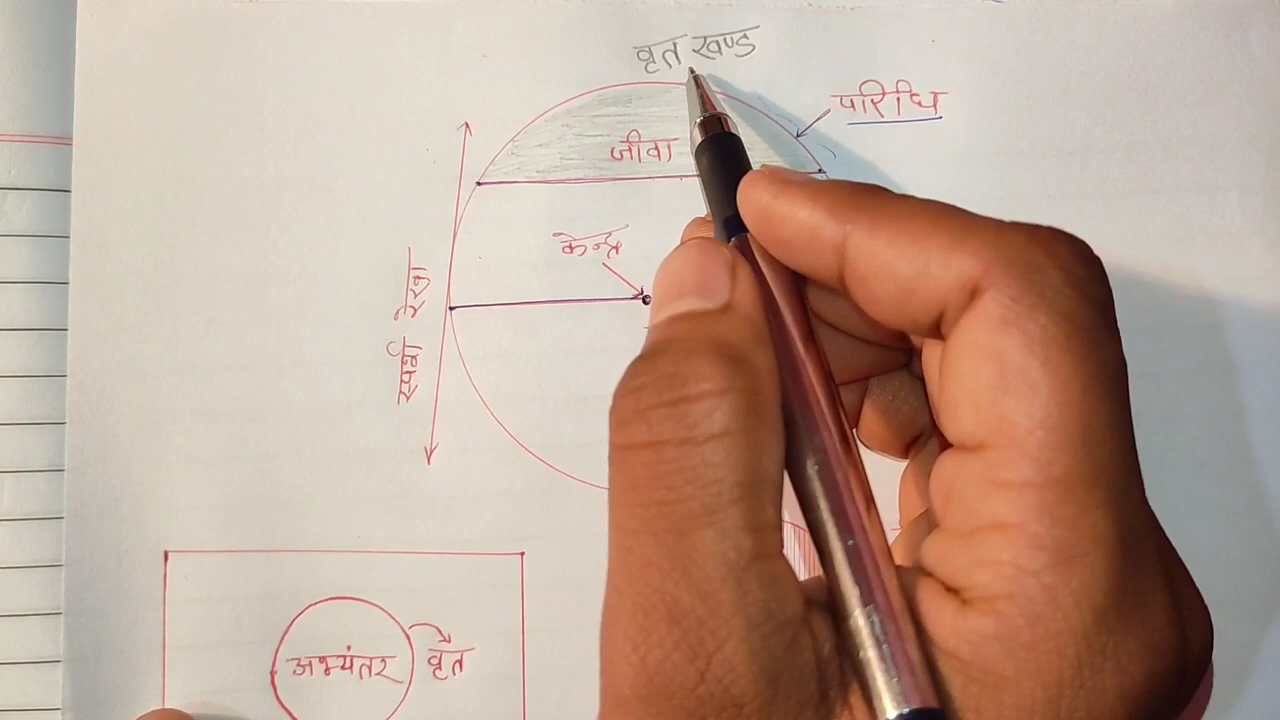 वृत खण्ड
परिधि
जीवा
केन्द्र
स्पर्श रेखा
अभ्यंतर वृत